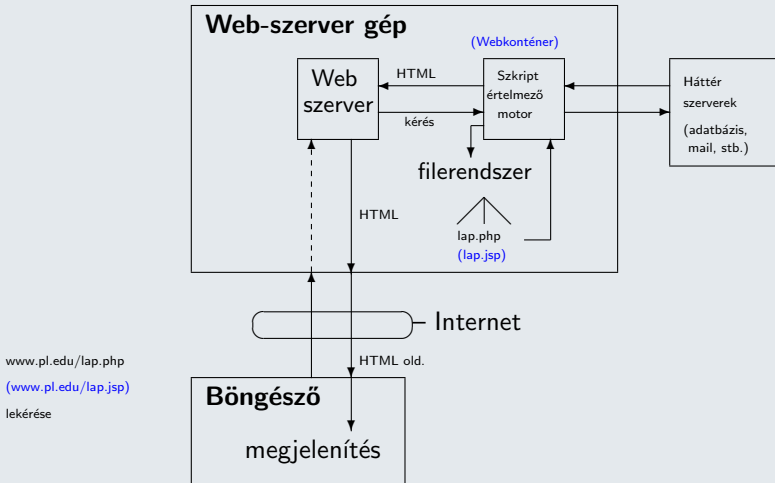 Web-szerver gép
(Webkonténer)
Web
szerver
HTML
kérés
Szkript
értelmező
motor
Háttér
szerverek
(adatbázis,
mail, stb.)
filerendszer
HTML
lap.php
(lap.jsp)
Internet
www.pl.edu/lap.php
(www.pl.edu/lap.jsp)
lekérése
HTML old.
Böngésző
megjelenítés